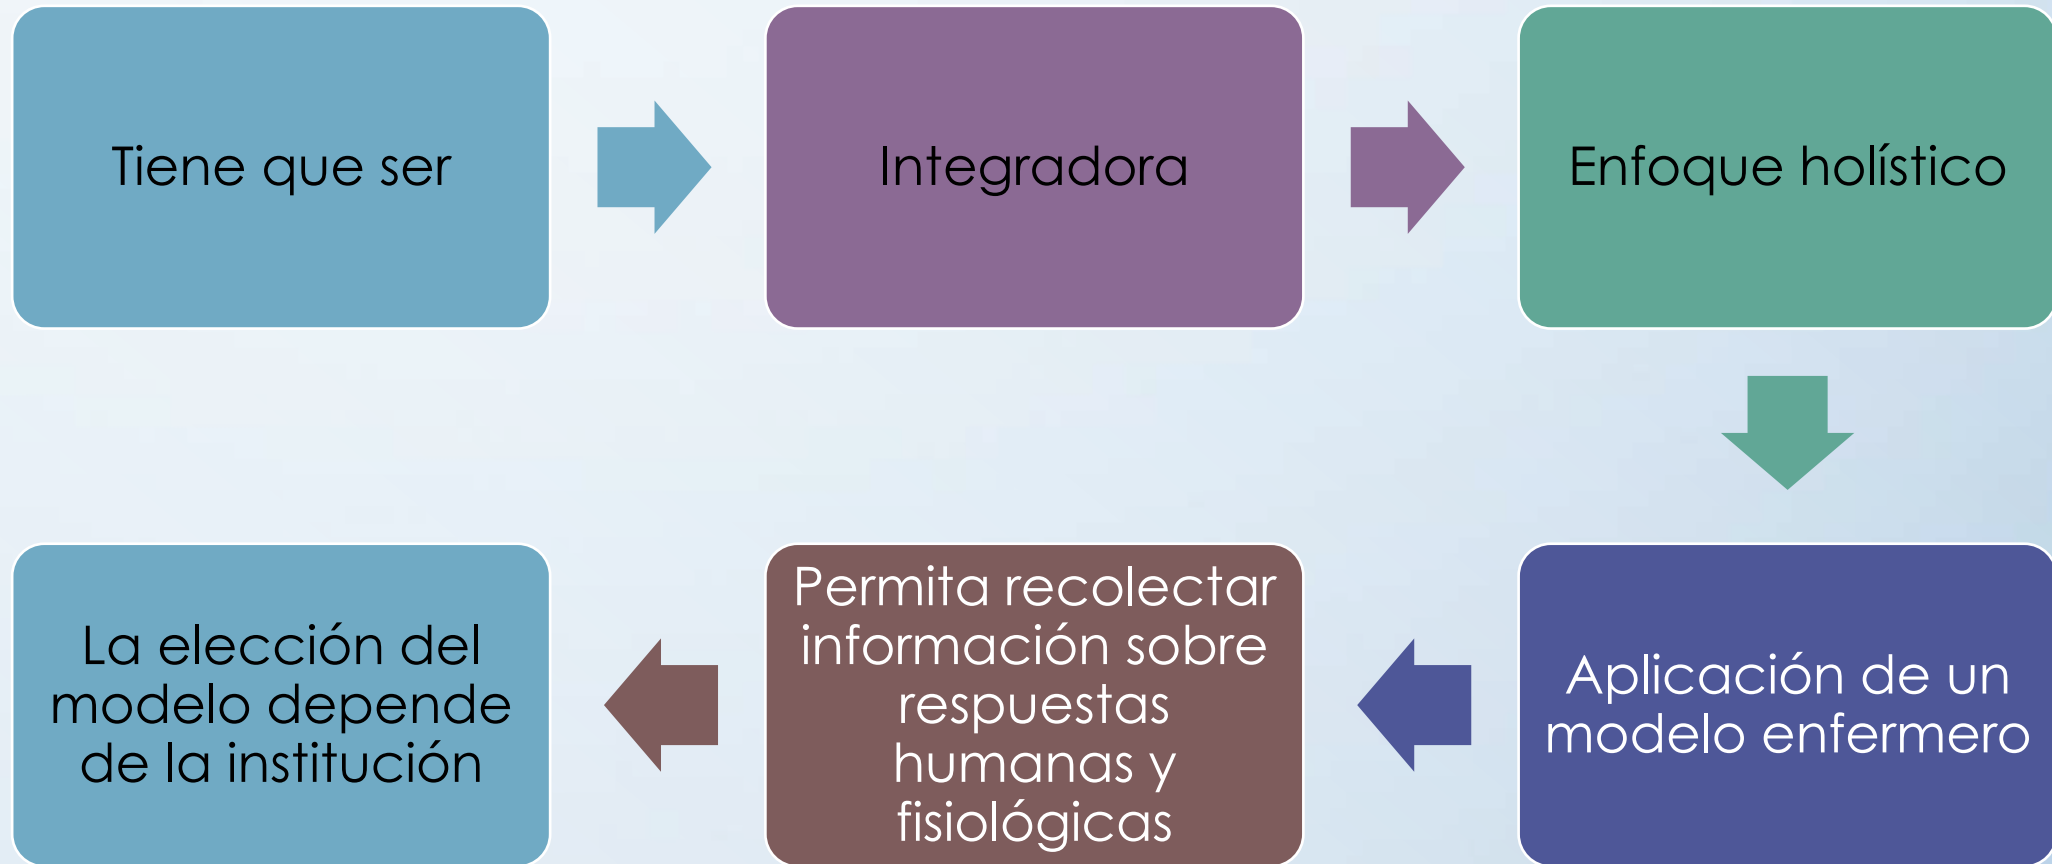 Tiene que ser
Integradora
Enfoque holístico
Aplicación de un
modelo enfermero
Permita recolectar
información sobre
respuestas
humanas y
fisiológicas
La elección del
modelo depende
de la institución